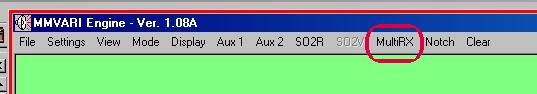 MMVARI Engine - Ver. 1.08A
File Settings View Mode Display Aux 1 Aux 2 SO2R SO2V MultiRX Notch Clear